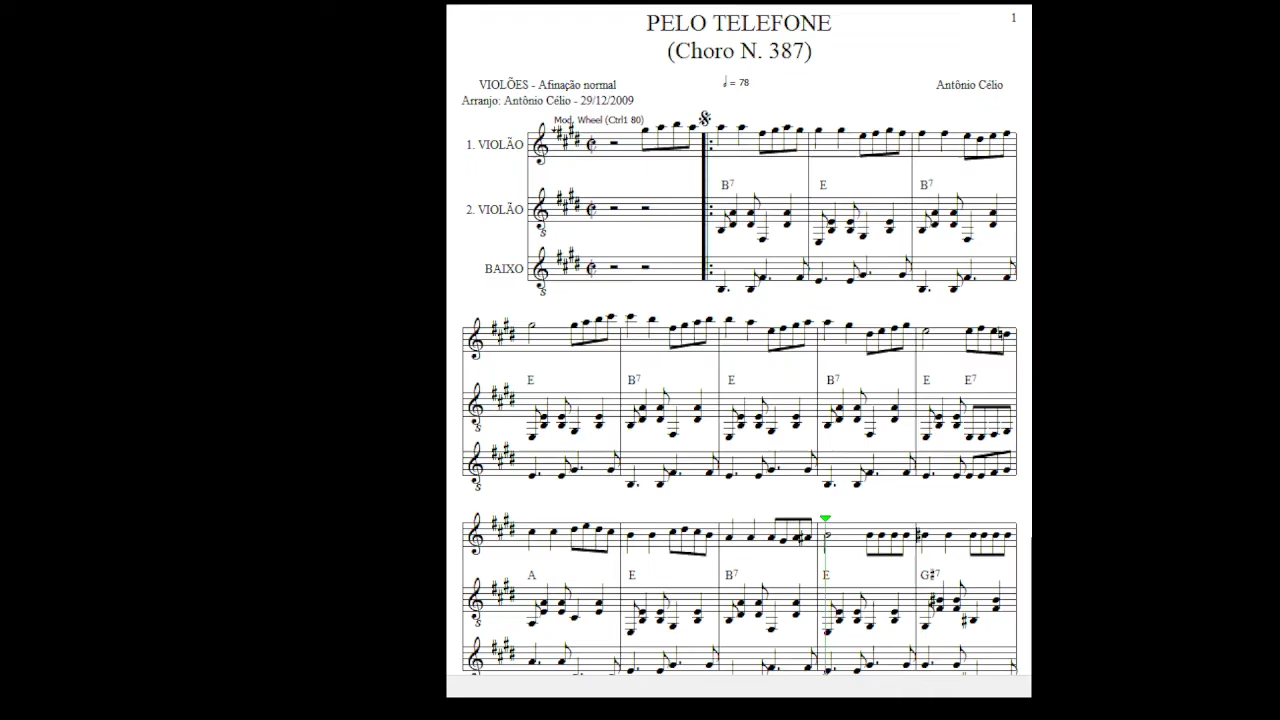 1
PELO TELEFONE
(Choro N. 387)
VIOLÕES - Afinação normal
= 78
Antônio Célio
Arranjo: Antônio Célio - 29/12/2009
Mod. Wheel (Ctrl1 80)
1. VIOLÃO
B7 E B7
2. VIOLÃO
BAIXO
E B7 E B7 E E7
A E B7 E G#7